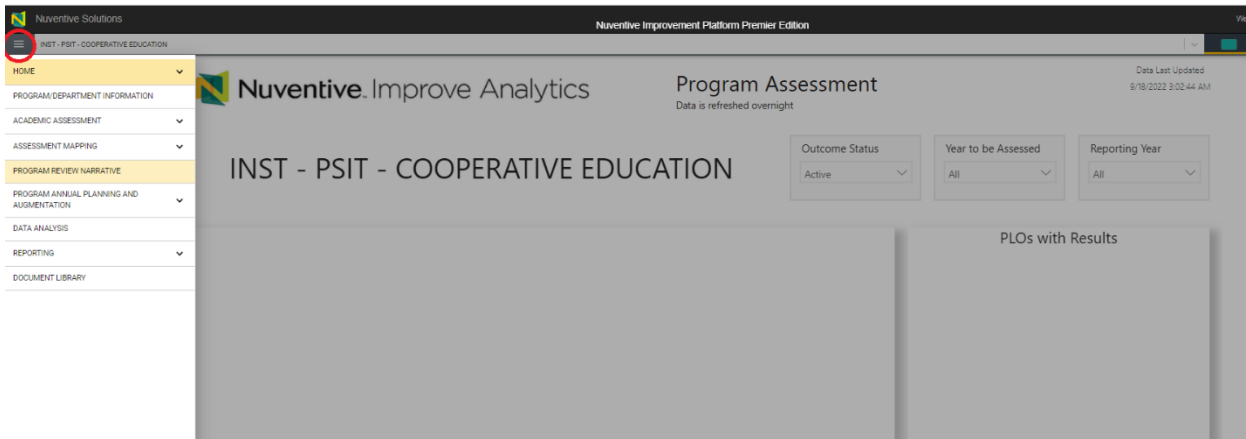 Nuventive Solutions
Nuventive Improvement Platform Premier Edition
INST - PSIT - COOPERATIVE EDUCATION
HOME
PROGRAM/DEPARTMENT INFORMATION
ACADEMIC ASSESSMENT
ASSESSMENT MAPPING
PROGRAM REVIEW NARRATIVE
PROGRAM ANNUAL PLANNING AND
AUGMENTATION
DATA ANALYSIS
REPORTING
DOCUMENT LIBRARY
Nuventive Improve Analytics
Program Assessment
Data is refreshed overnight
Data Last Updated
9/18/2022 3:02:44 AM
INST - PSIT - COOPERATIVE EDUCATION
Outcome Status
Active
Year to be Assessed
All
Reporting Year
All
PLOs with Results